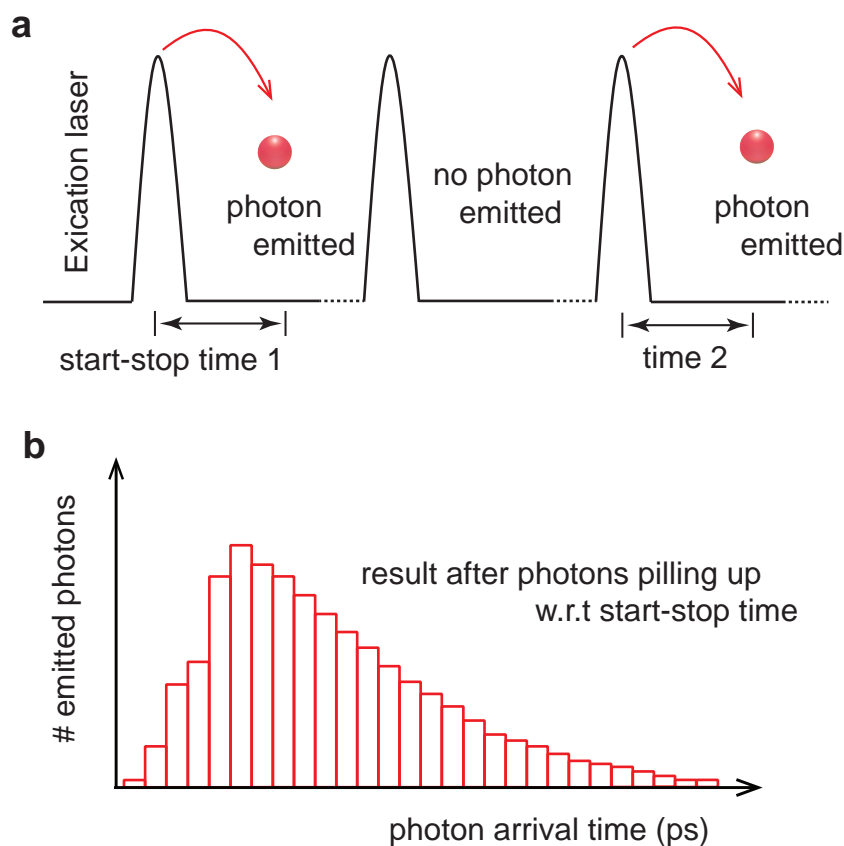 a
Exication laser
photon
emitted
no photon
emitted
photon
emitted
start-stop time 1
time 2
b
# emitted photons
result after photons pilling up
w.r.t start-stop time
photon arrival time (ps)